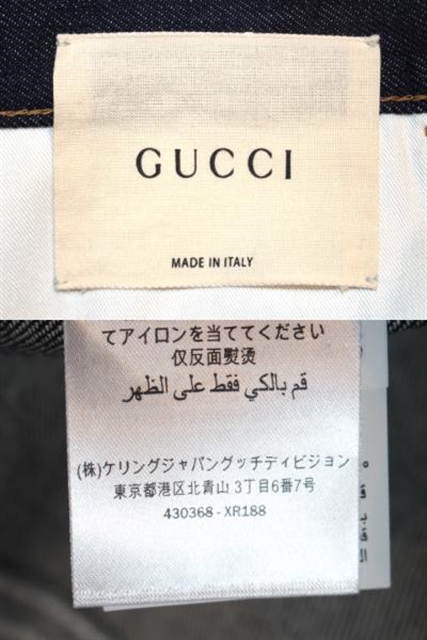 GUCCI
MADE IN ITALY
てアイロンを当ててください
仅反面熨烫
قم بالكي فقط على الظهر
(株)ケリングジャパングッチディビジョン
東京都港区北青山 3丁目6番7号
430368 - XR188